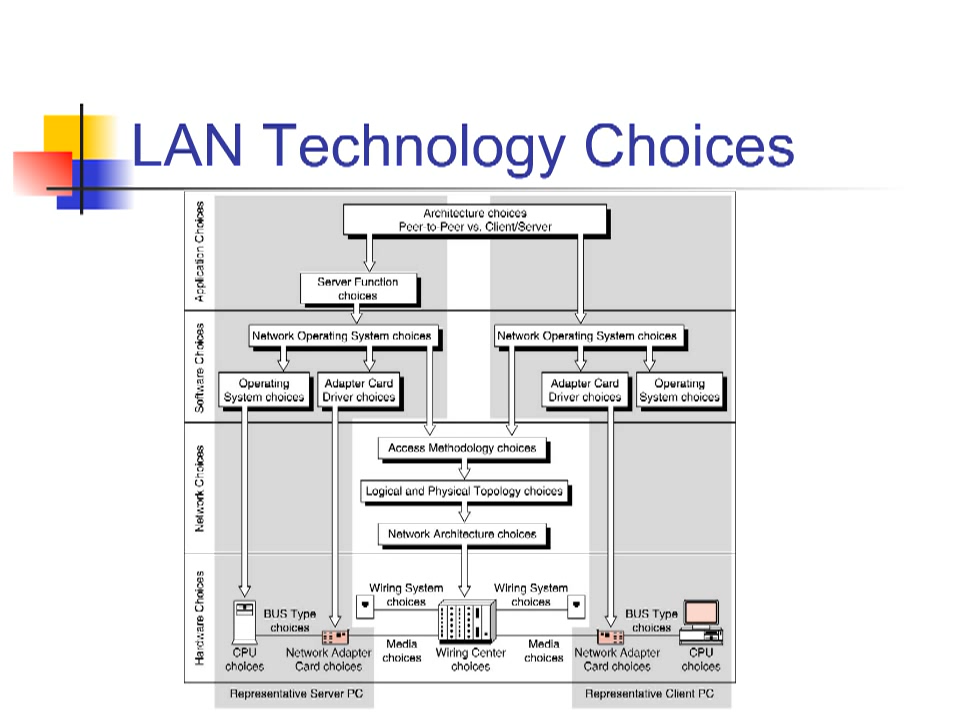 LAN Technology Choices
Application Choices
Architecture choices
Peer-to-Peer vs. Client/Server
Server Function
choices
Software Choices
Network Operating System choices
Network Operating System choices
Operating
System choices
Adapter Card
Driver choices
Adapter Card
Driver choices
Operating
System choices
Network Choices
Access Methodology choices
Logical and Physical Topology choices
Network Architecture choices
Hardware Choices
Wiring System
choices
Wiring System
choices
BUS Type
choices
BUS Type
choices
CPU
choices
Network Adapter
Card choices
Media
choices
Wiring Center
choices
Media
choices
Network Adapter
Card choices
CPU
choices
Representative Server PC
Representative Client PC